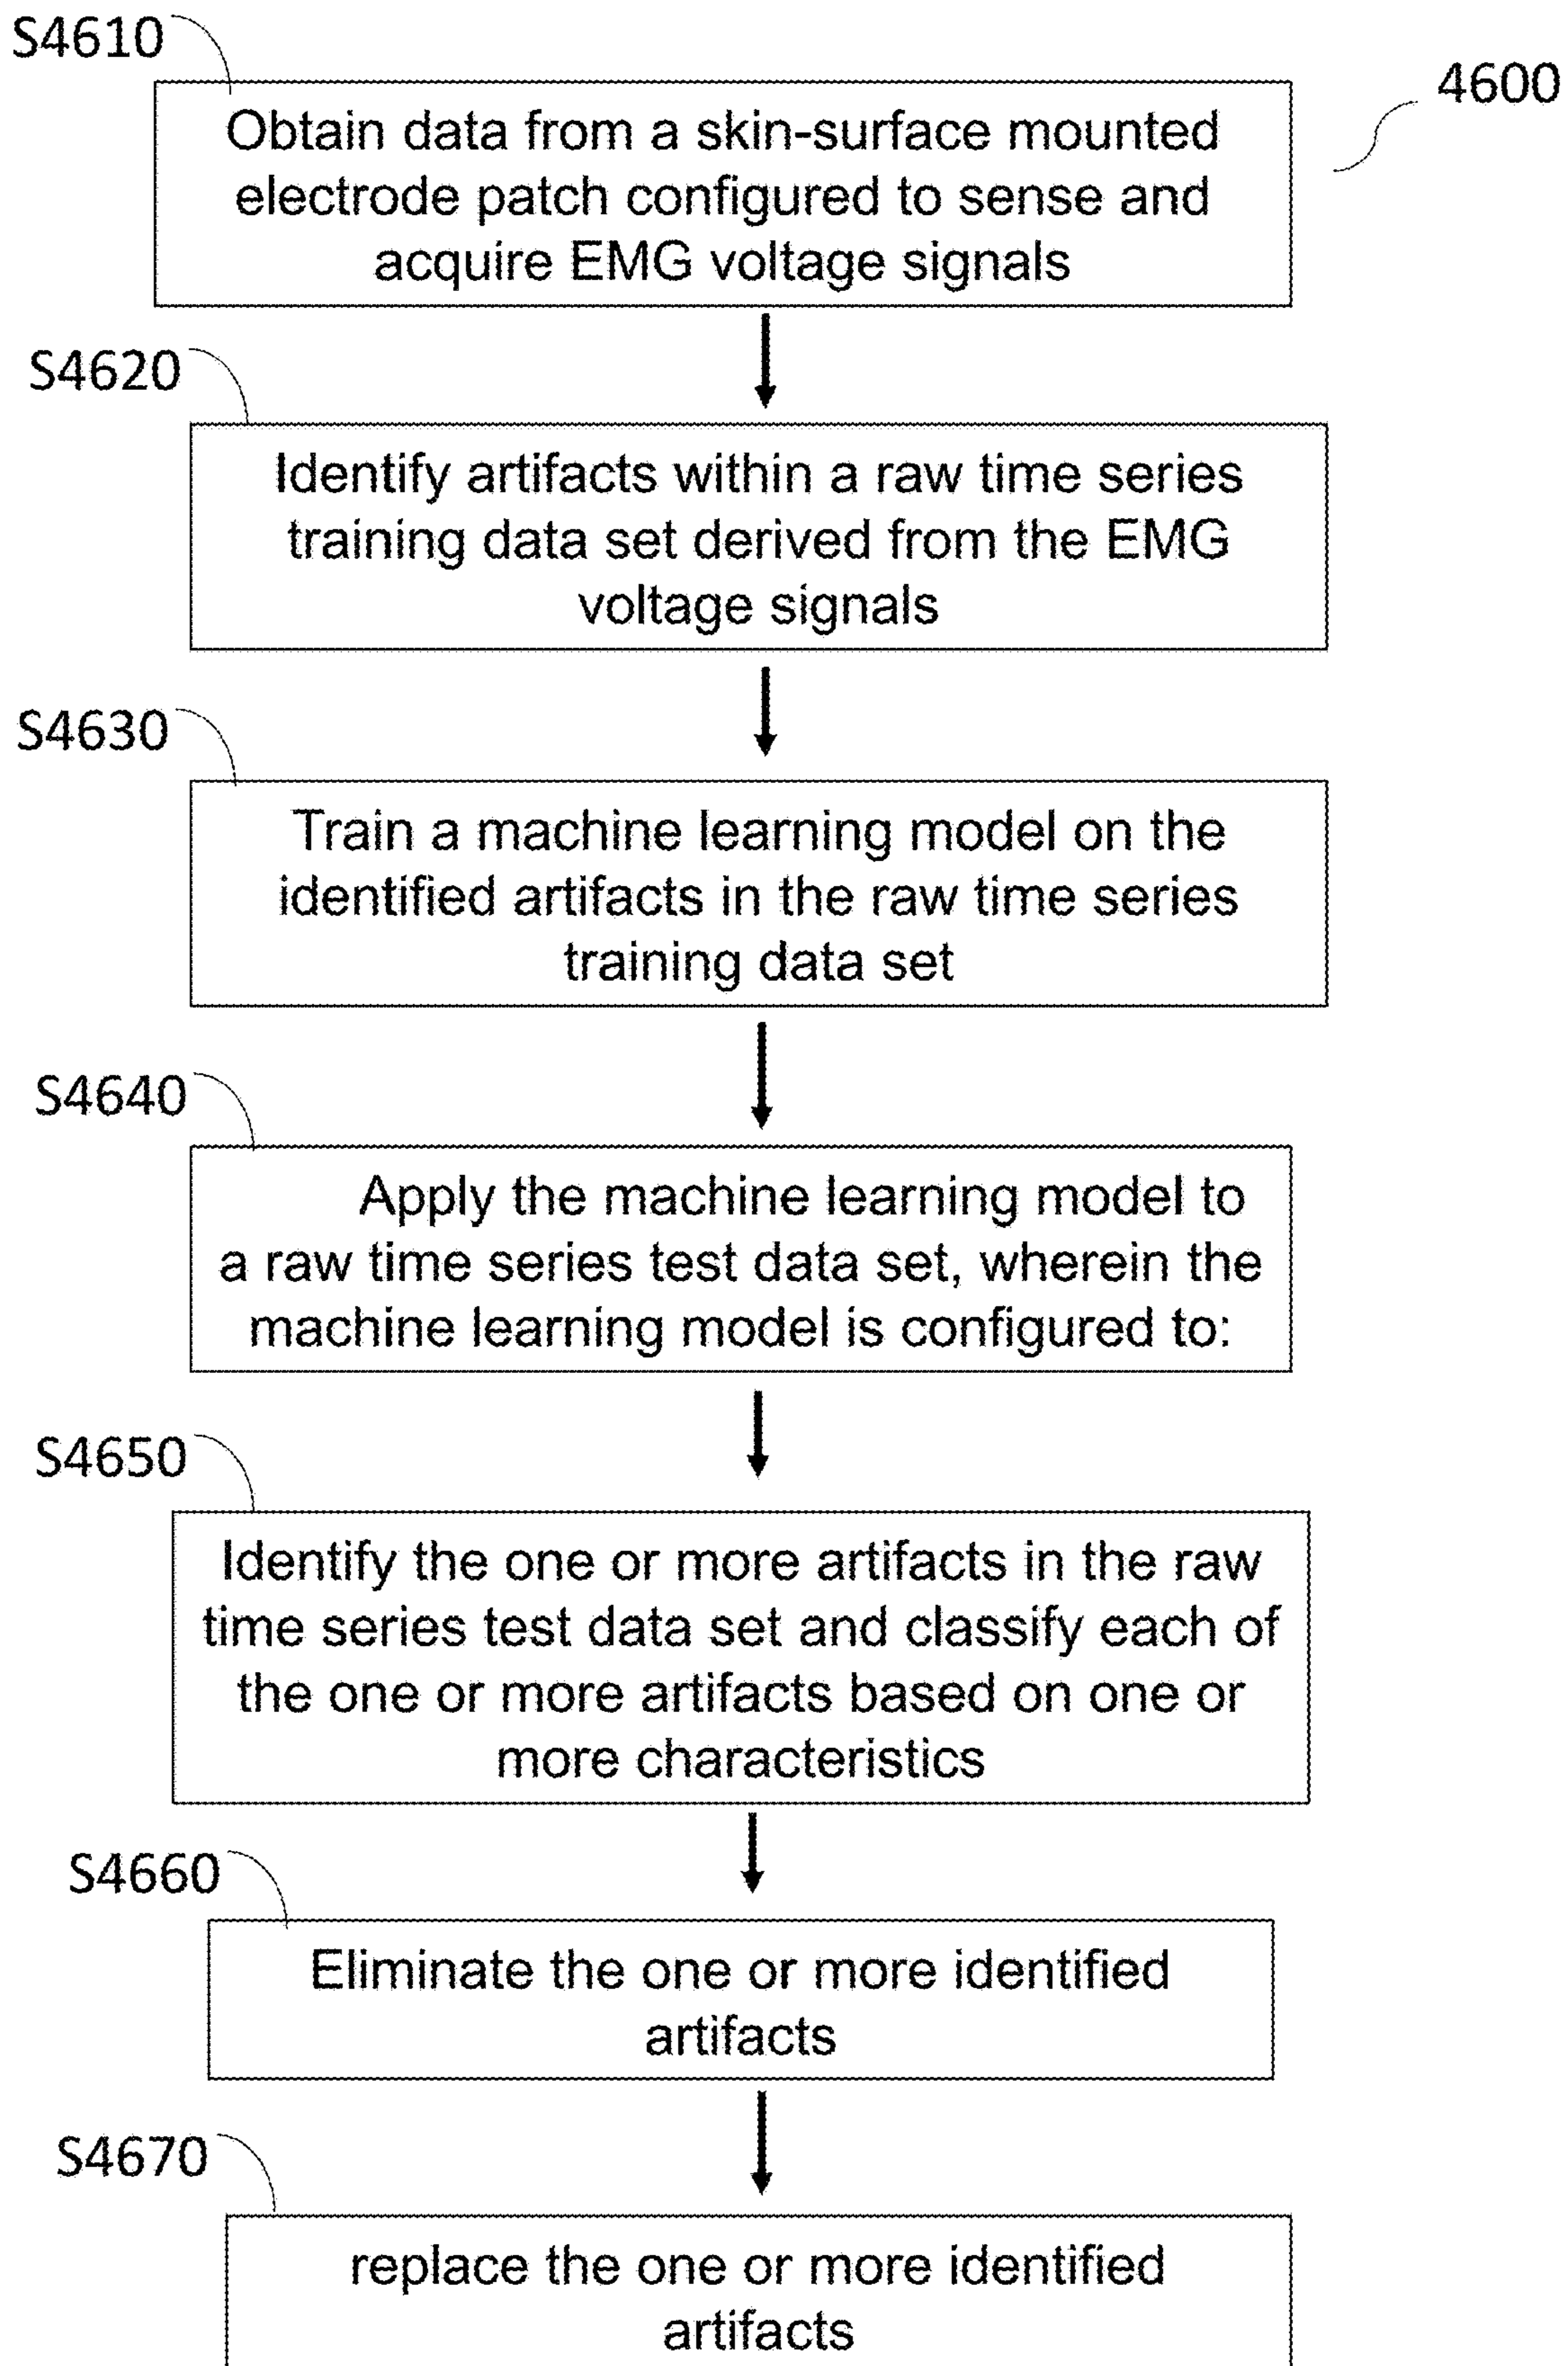 S4610
4600
Obtain data from a skin-surface mounted
electrode patch configured to sense and
acquire EMG voltage signals
S4620
Identify artifacts within a raw time series
training data set derived from the EMG
voltage signals
S4630
Train a machine learning model on the
identified artifacts in the raw time series
training data set
S4640
Apply the machine learning model to
a raw time series test data set, wherein the
machine learning model is configured to:
S4650
Identify the one or more artifacts in the raw
time series test data set and classify each of
the one or more artifacts based on one or
more characteristics
S4660
Eliminate the one or more identified
artifacts
S4670
replace the one or more identified
artifacts